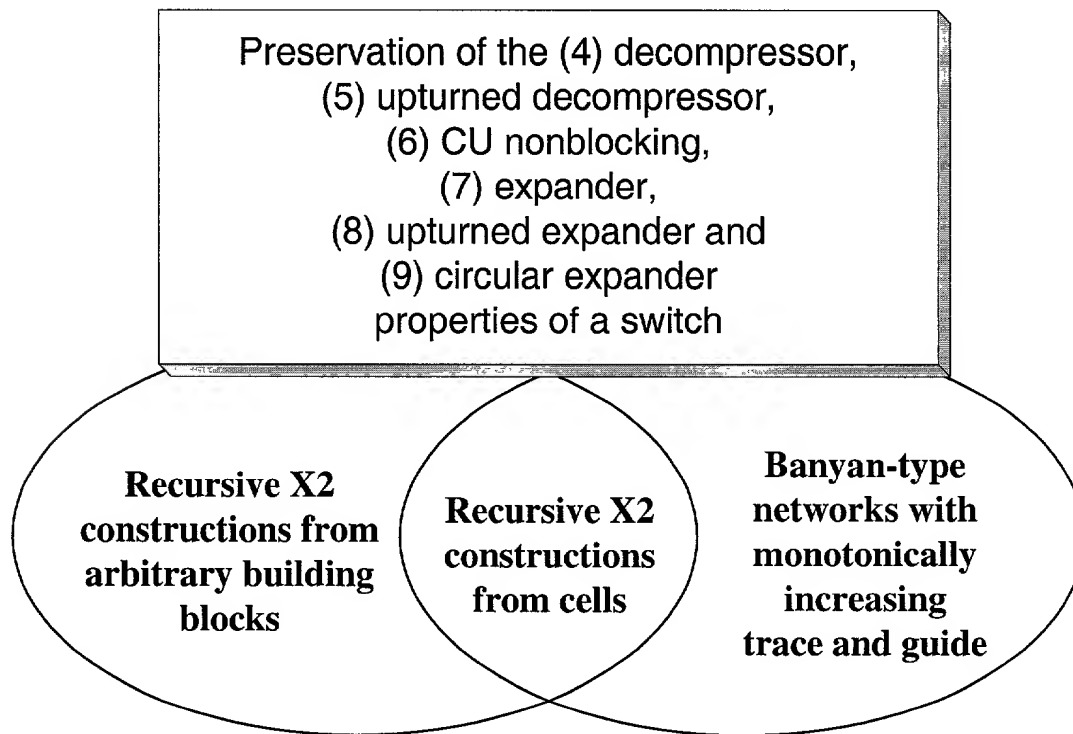 Preservation of the (4) decompressor,
(5) upturned decompressor,
(6) CU nonblocking,
(7) expander,
(8) upturned expander and
(9) circular expander
properties of a switch
Recursive X2
constructions from
arbitrary building
blocks
Recursive X2
constructions
from cells
Banyan-type
networks with
monotonically
increasing
trace and guide